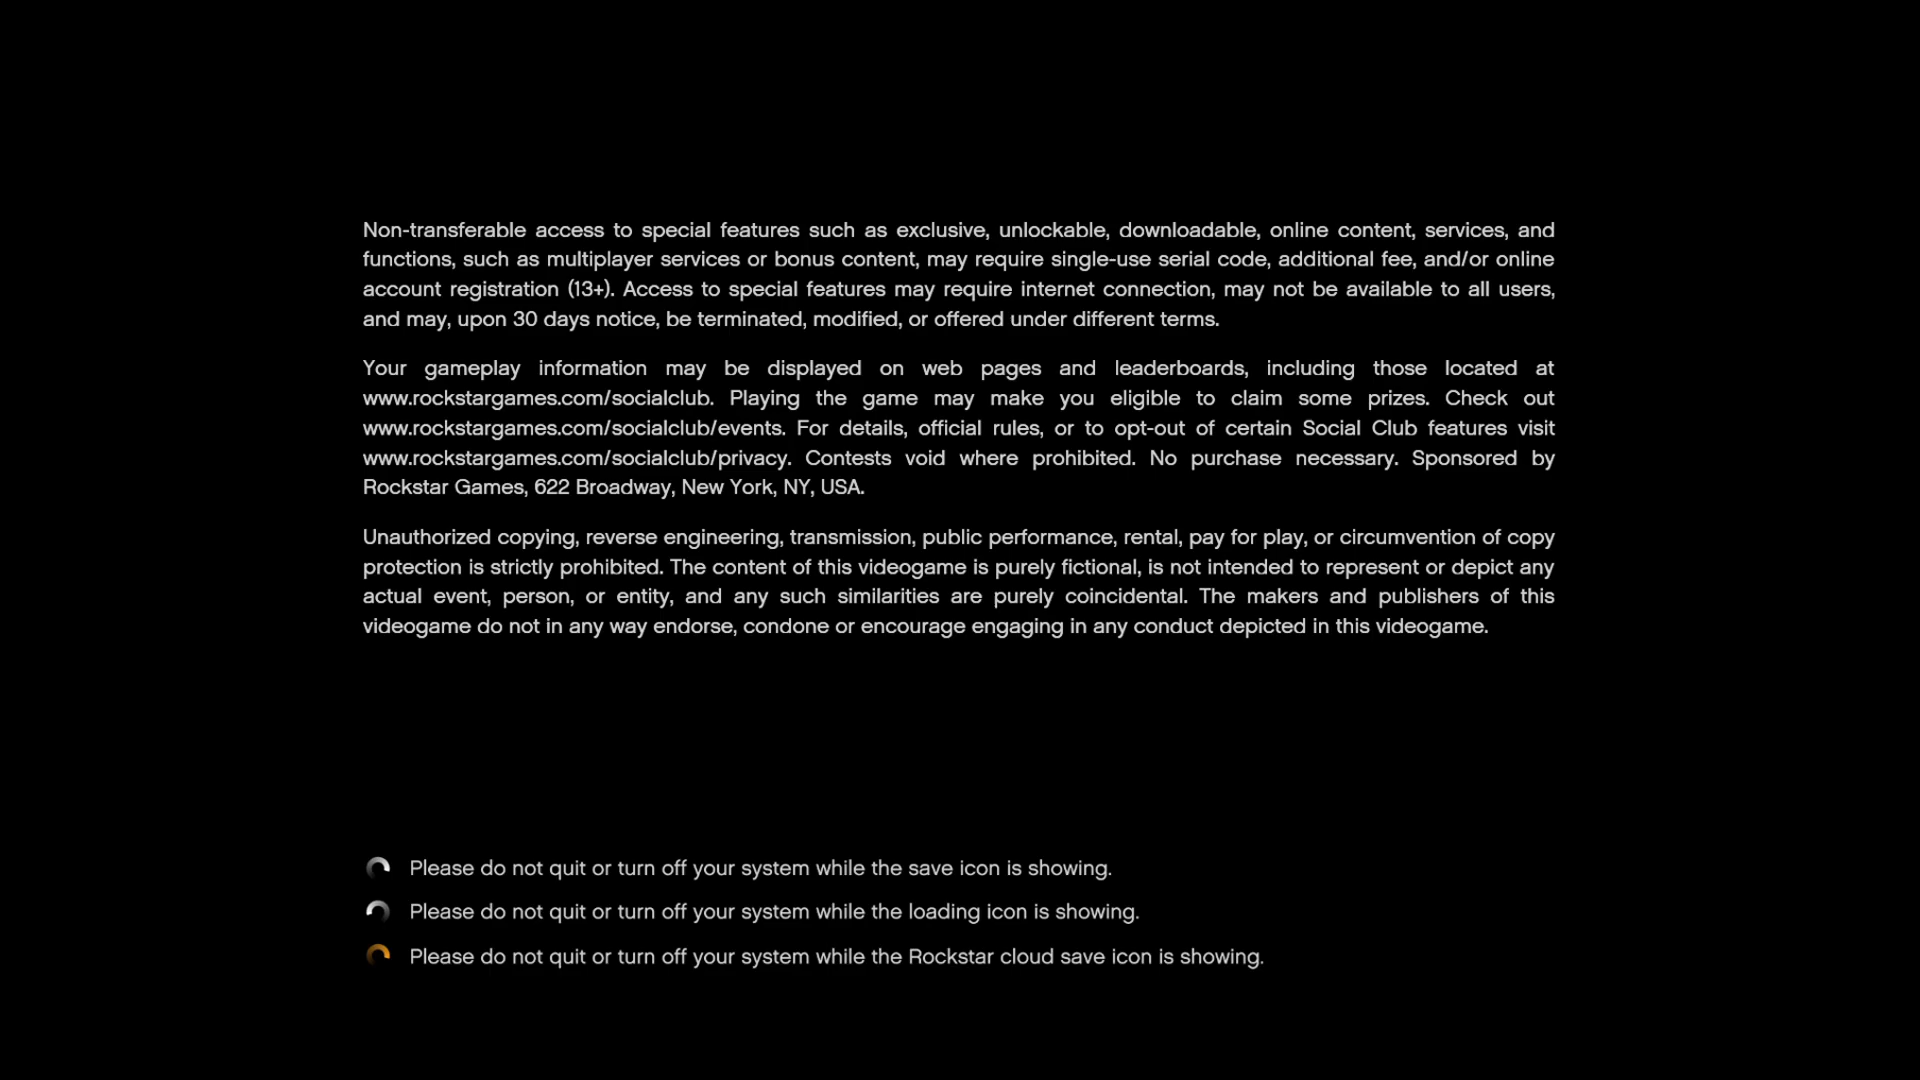 Non-transferable access to special features such as exclusive, unlockable, downloadable, online content, services, and
functions, such as multiplayer services or bonus content, may require single-use serial code, additional fee, and/or online
account registration (13+). Access to special features may require internet connection, may not be available to all users,
and may, upon 30 days notice, be terminated, modified, or offered under different terms.
Your gameplay information may be displayed on web pages and leaderboards, including those located at
www.rockstargames.com/socialclub. Playing the game may make you eligible to claim some prizes. Check out
www.rockstargames.com/socialclub/events. For details, official rules, or to opt-out of certain Social Club features visit
www.rockstargames.com/socialclub/privacy. Contests void where prohibited. No purchase necessary. Sponsored by
Rockstar Games, 622 Broadway, New York, NY, USA.
Unauthorized copying, reverse engineering, transmission, public performance, rental, pay for play, or circumvention of copy
protection is strictly prohibited. The content of this videogame is purely fictional, is not intended to represent or depict any
actual event, person, or entity, and any such similarities are purely coincidental. The makers and publishers of this
videogame do not in any way endorse, condone or encourage engaging in any conduct depicted in this videogame.
Please do not quit or turn off your system while the save icon is showing.
Please do not quit or turn off your system while the loading icon is showing.
Please do not quit or turn off your system while the Rockstar cloud save icon is showing.